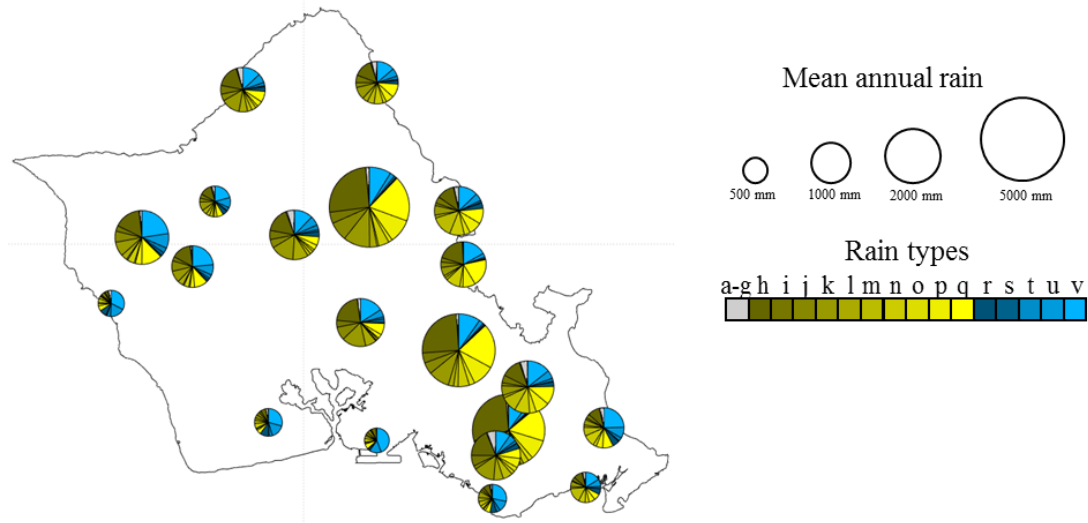 Mean annual rain
500 mm 1000 mm 2000 mm 5000 mm
Rain types
a-g h i j k l m n o p q r s t u v